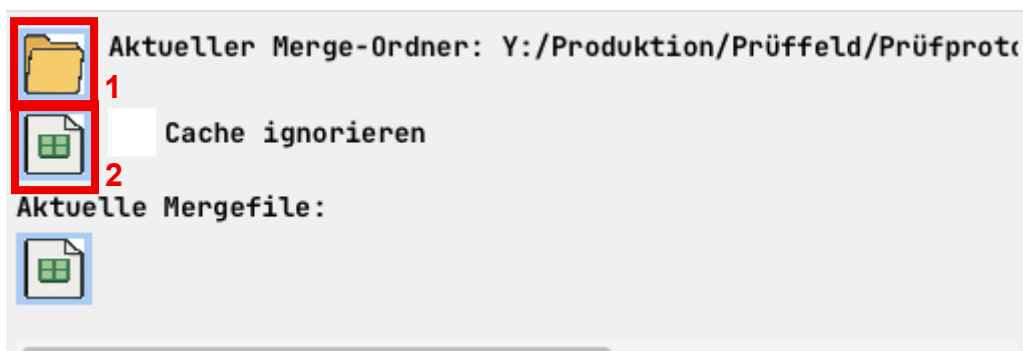 Aktueller Merge-Ordner: Y:/Produktion/Prüffeld/Prüfproto
1
Cache ignorieren
2
Aktuelle Mergefile: